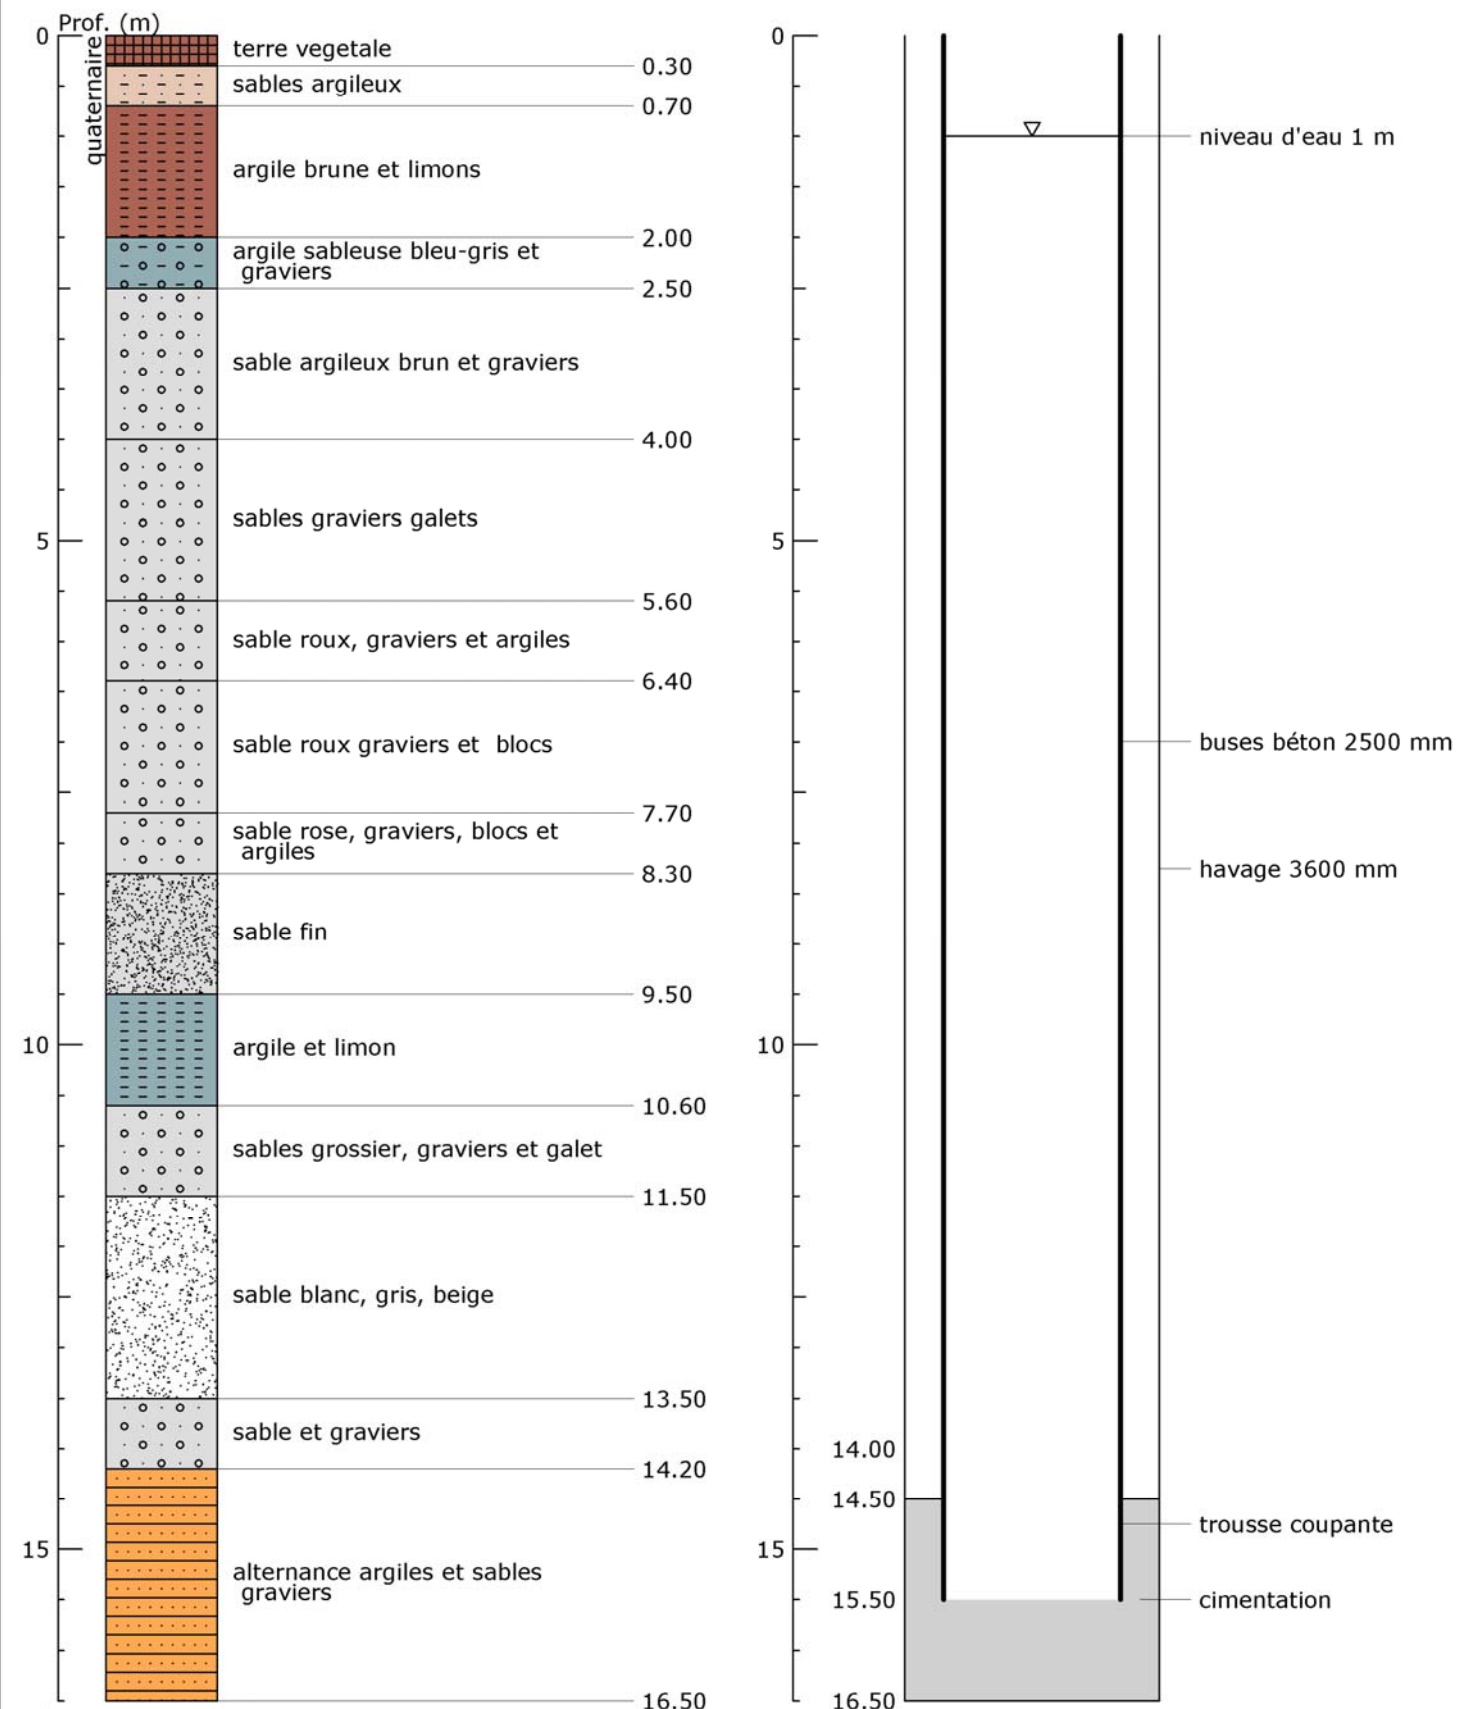 Prof. (m)
0
quaternaire
terre vegetale
0.30
sables argileux
0.70
argile brune et limons
2.00
argile sableuse bleu-gris et
graviers
2.50
sable argileux brun et graviers
4.00
sables graviers galets
5
5.60
sable roux, graviers et argiles
6.40
sable roux graviers et  blocs
7.70
sable rose, graviers, blocs et
argiles
8.30
sable fin
9.50
argile et limon
10
10.60
sables grossier, graviers et galet
11.50
sable blanc, gris, beige
13.50
sable et graviers
14.20
15
alternance argiles et sables
graviers
16.50
0
niveau d'eau 1 m
5
buses béton 2500 mm
havage 3600 mm
10
14.00
14.50
trousse coupante
15
15.50
cimentation
16.50